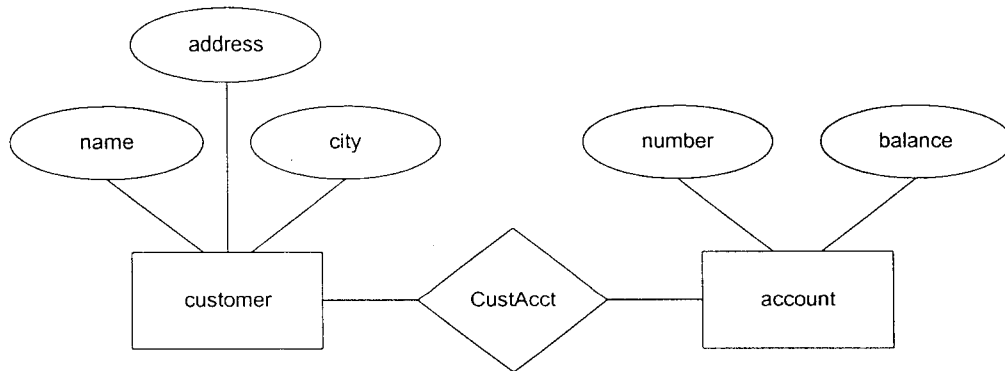 address
name
city
number
balance
customer
CustAcct
account